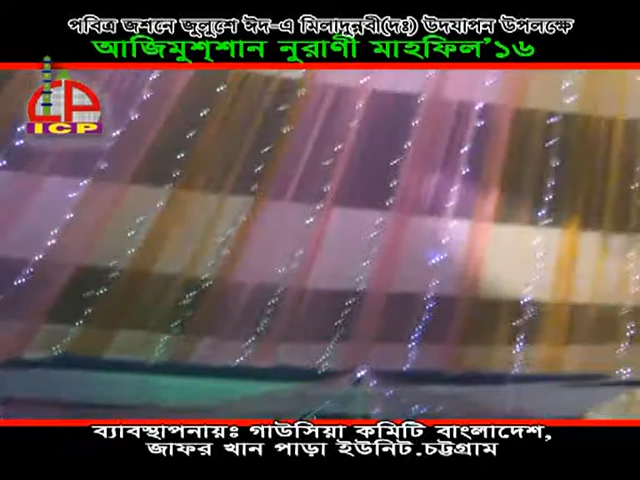 পবিত্র জশনে জুলুশে ঈদ-এ মিলাদুন্নবী(দঃ) উদযাপন উপলক্ষে
আজিমুশ্শান নুরাণী মাহফিল'১৬
ICP
ব্যাবস্থাপনায়ঃ গাউসিয়া কমিটি বাংলাদেশ,
জাফর খান পাড়া ইউনিট.চট্টগ্রাম